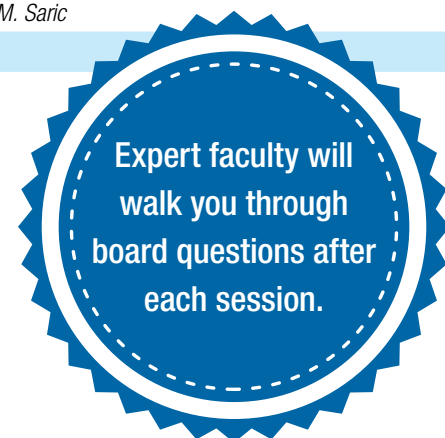 M. Saric
Expert faculty will
walk you through
board questions after
each session.